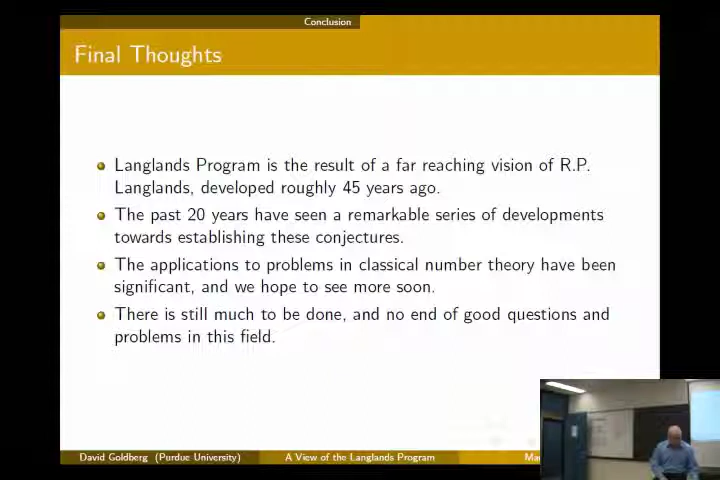 Conclusion
Final Thoughts
Langlands Program is the result of a far reaching vision of R.P.
Langlands, developed roughly 45 years ago.
The past 20 years have seen a remarkable series of developments
towards establishing these conjectures.
The applications to problems in classical number theory have been
significant, and we hope to see more soon.
There is still much to be done, and no end of good questions and
problems in this field.
David Goldberg (Purdue University) A View of the Langlands Program